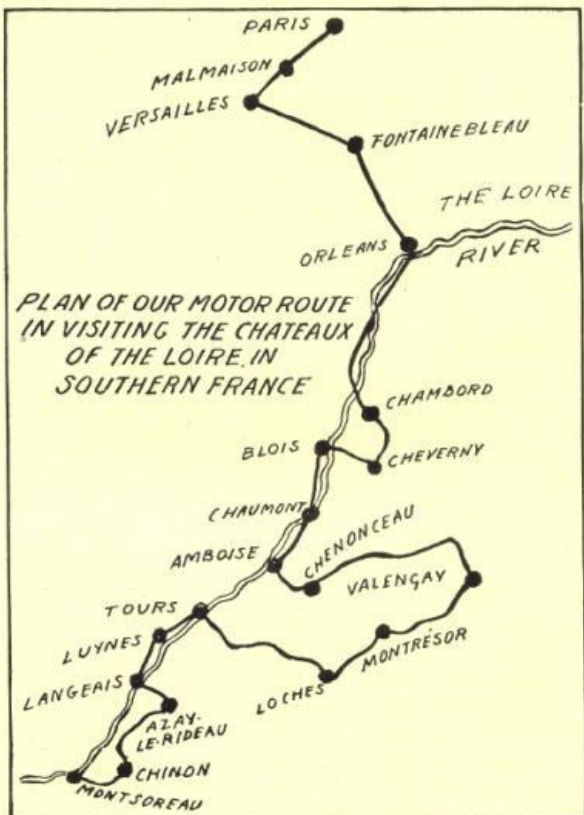 PARIS
MALMAISON
VERSAILLES
FONTAINEBLEAU
THE LOIRE
ORLEANS
RIVER
PLAN OF OUR MOTOR ROUTE
IN VISITING THE CHATEAUX
OF THE LOIRE, IN
SOUTHERN FRANCE
CHAMBORD
BLOIS
CHEVERNY
CHAUMONT
AMBOISE
CHENONCEAU
VALENÇAY
TOURS
LUYNES
MONTRÉSOR
LANGEAIS
LOCHES
AZAY-
LE-RIDEAU
CHINON
MONTSOREAU